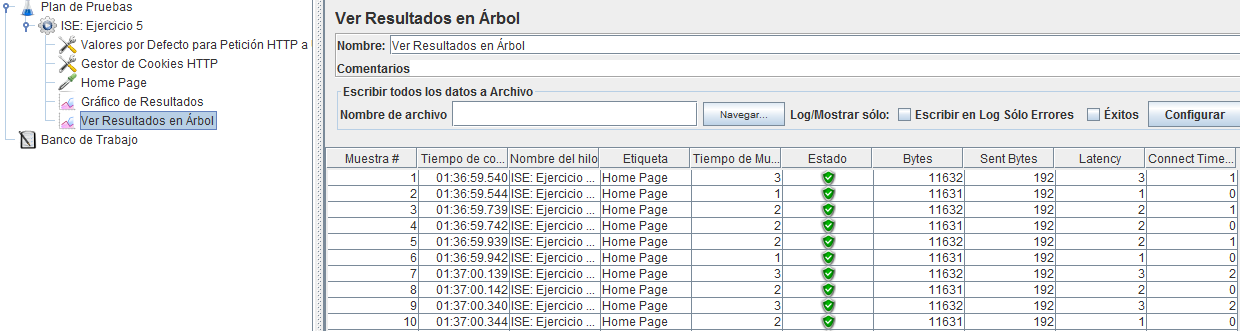 Plan de Pruebas
ISE: Ejercicio 5
Valores por Defecto para Petición HTTP a
Gestor de Cookies HTTP
Home Page
Gráfico de Resultados
Ver Resultados en Árbol
Banco de Trabajo
Ver Resultados en Árbol
Nombre: Ver Resultados en Árbol
Comentarios
Escribir todos los datos a Archivo
Nombre de archivo Navegar... Log/Mostrar sólo: Escribir en Log Sólo Errores Éxitos Configurar
Muestra # Tiempo de co... Nombre del hilo Etiqueta Tiempo de Mu... Estado Bytes Sent Bytes Latency Connect Time...
1 01:36:59.540 ISE: Ejercicio ... Home Page 3 11632 192 3 1
2 01:36:59.544 ISE: Ejercicio ... Home Page 1 11631 192 1 0
3 01:36:59.739 ISE: Ejercicio ... Home Page 2 11632 192 2 1
4 01:36:59.742 ISE: Ejercicio ... Home Page 2 11631 192 2 0
5 01:36:59.939 ISE: Ejercicio ... Home Page 2 11632 192 2 1
6 01:36:59.942 ISE: Ejercicio ... Home Page 1 11631 192 1 0
7 01:37:00.139 ISE: Ejercicio ... Home Page 3 11632 192 3 2
8 01:37:00.142 ISE: Ejercicio ... Home Page 2 11631 192 2 0
9 01:37:00.340 ISE: Ejercicio ... Home Page 3 11632 192 3 2
10 01:37:00.344 ISE: Ejercicio ... Home Page 2 11631 192 1 0